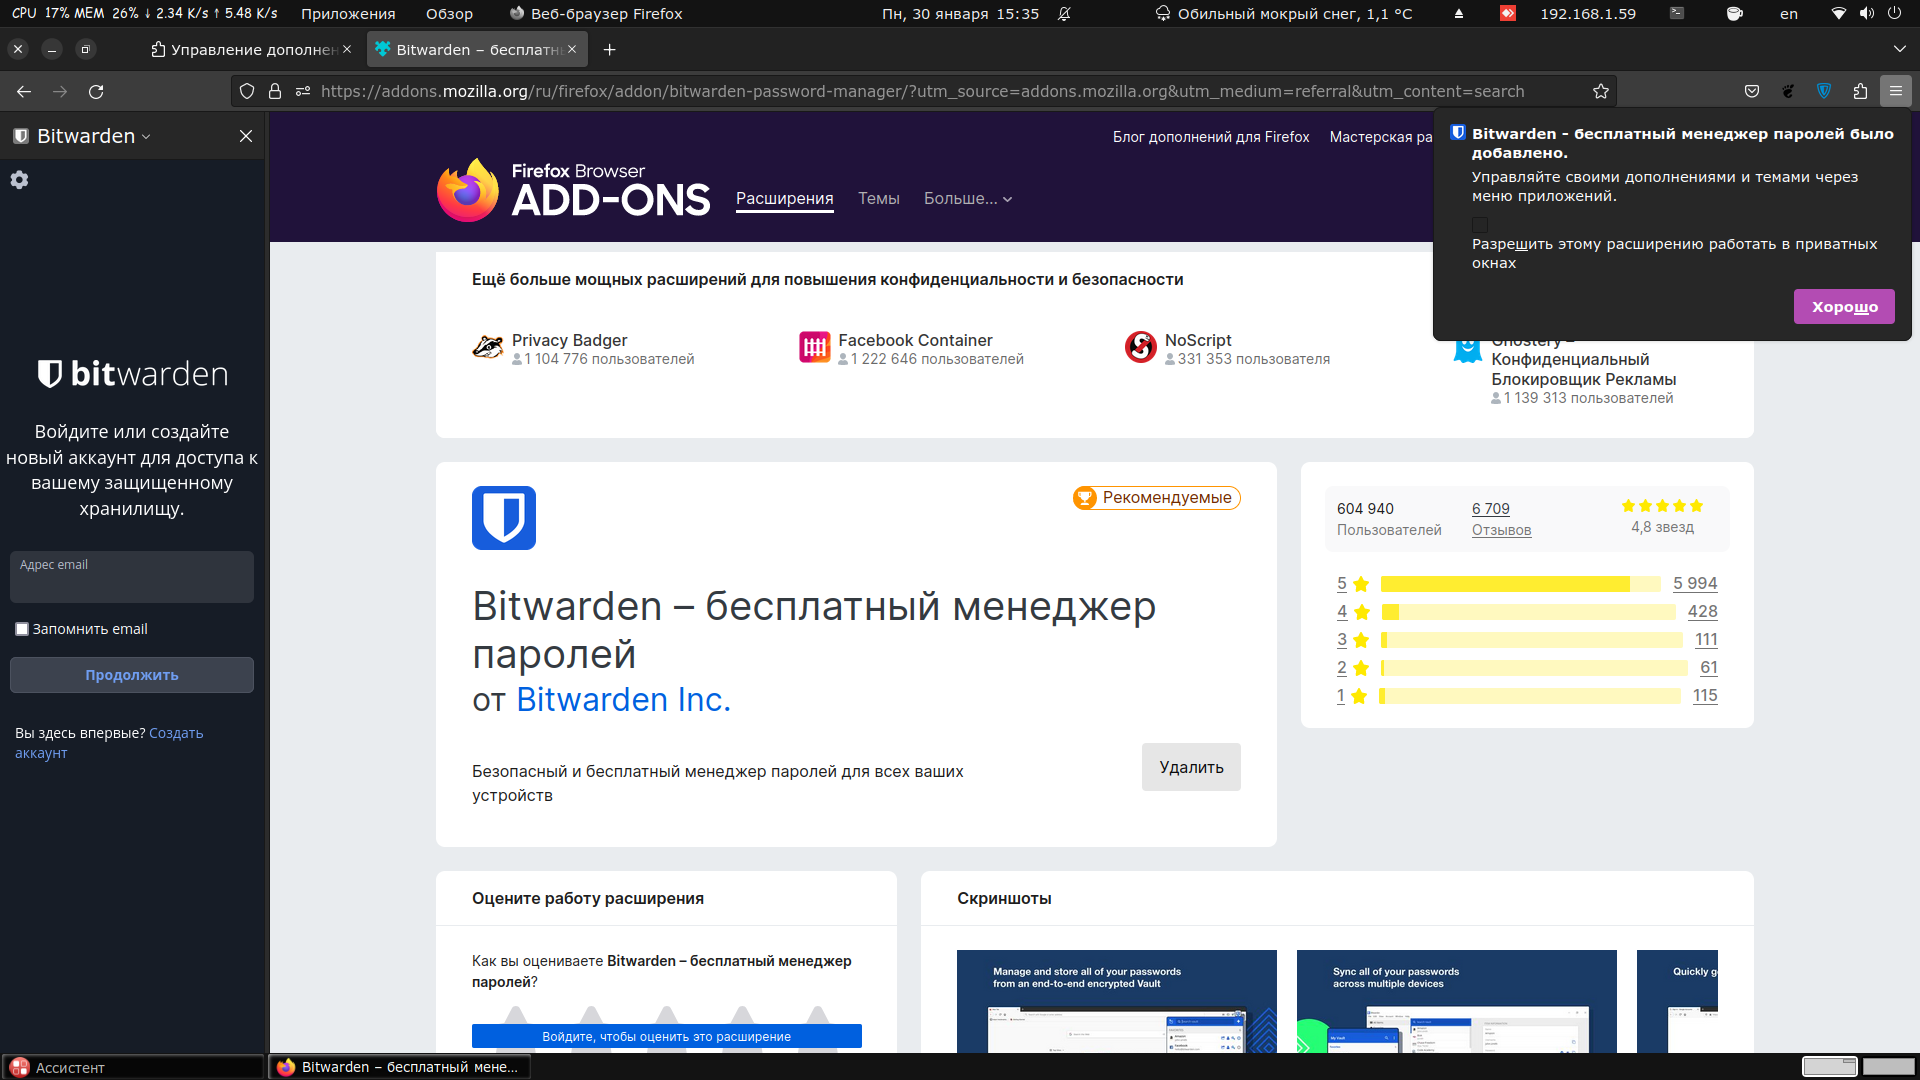 CPU 17% MEM 26% ↓ 2.34 K/s ↑ 5.48 K/s
Приложения
Обзор
Веб-браузер Firefox
Пн, 30 января 15:35
Обильный мокрый снег, 1,1 °C
192.168.1.59
en
Управление дополнен
Bitwarden – бесплатн
https://addons.mozilla.org/ru/firefox/addon/bitwarden-password-manager/?utm_source=addons.mozilla.org&utm_medium=referral&utm_content=search
Bitwarden
bitwarden
Войдите или создайте
новый аккаунт для доступа к
вашему защищенному
хранилищу.
Адрес email
Запомнить email
Продолжить
Вы здесь впервые? Создать
аккаунт
Блог дополнений для Firefox
Мастерская ра
Firefox Browser
ADD-ONS
Расширения
Темы
Больше...
Bitwarden - бесплатный менеджер паролей было
добавлено.
Управляйте своими дополнениями и темами через
меню приложений.
Разрешить этому расширению работать в приватных
окнах
Хорошо
Ещё больше мощных расширений для повышения конфиденциальности и безопасности
Privacy Badger
1 104 776 пользователей
Facebook Container
1 222 646 пользователей
NoScript
331 353 пользователя
Ghostery –
Конфиденциальный
Блокировщик Рекламы
1 139 313 пользователей
Рекомендуемые
Bitwarden – бесплатный менеджер
паролей
от Bitwarden Inc.
Безопасный и бесплатный менеджер паролей для всех ваших
устройств
Удалить
604 940
Пользователей
6 709
Отзывов
4,8 звезд
5 5 994
4 428
3 111
2 61
1 115
Оцените работу расширения
Как вы оцениваете Bitwarden – бесплатный менеджер
паролей?
Войдите, чтобы оценить это расширение
Скриншоты
Manage and store all of your passwords
from an end-to-end encrypted Vault
Sync all of your passwords
across multiple devices
Quickly g
Ассистент
Bitwarden – бесплатный мене...